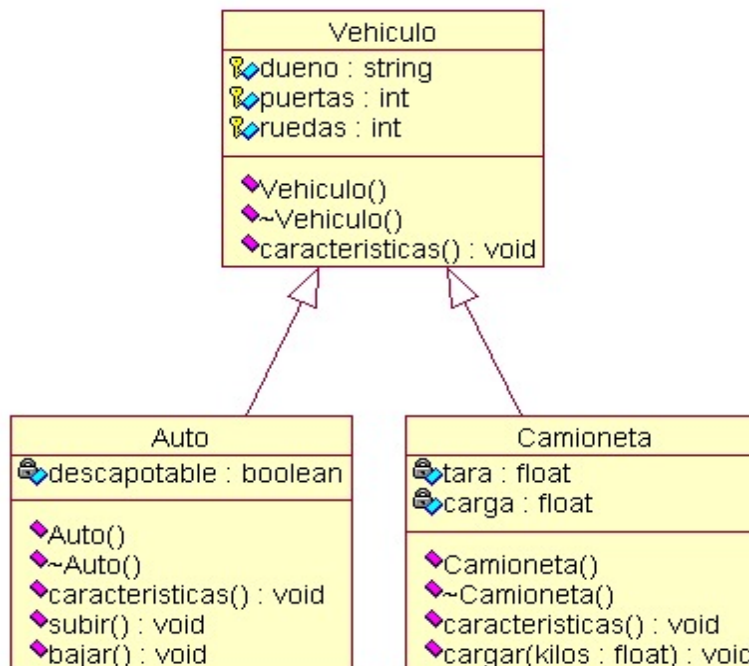 Vehiculo
dueno : string
puertas : int
ruedas : int
Vehiculo()
~Vehiculo()
caracteristicas() : void
Auto
descapotable : boolean
Auto()
~Auto()
caracteristicas() : void
subir() : void
bajar() : void
Camioneta
tara : float
carga : float
Camioneta()
~Camioneta()
caracteristicas() : void
cargar(kilos : float) : void